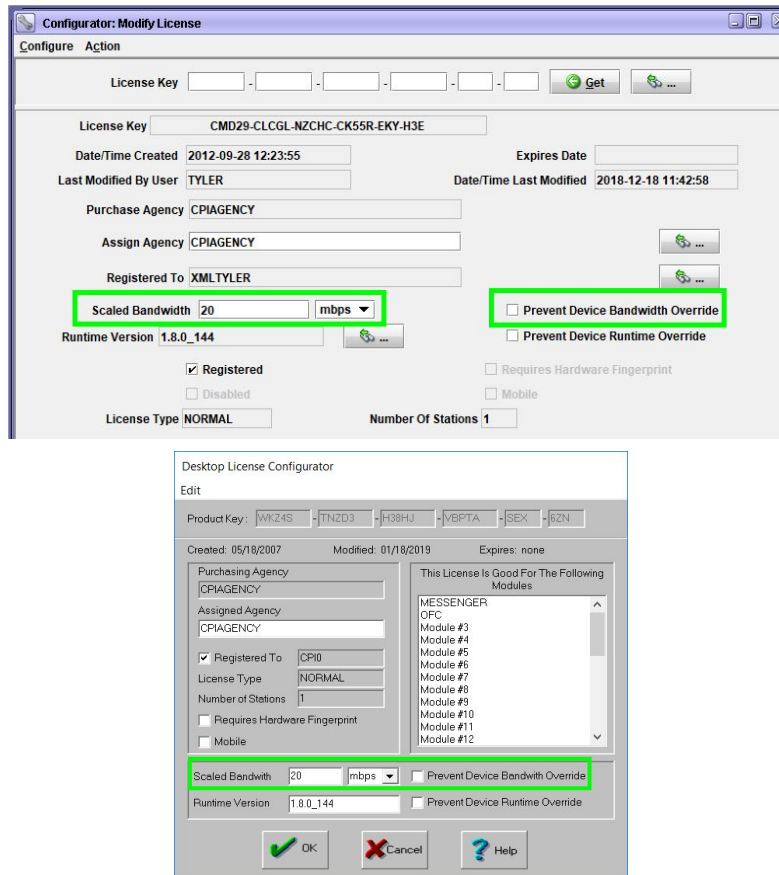 Configurator: Modify License
Configure Action
License Key - - - - - Get ...
License Key CMD29-CLCGL-NZCHC-CK55R-EKY-H3E
Date/Time Created 2012-09-28 12:23:55 Expires Date
Last Modified By User TYLER Date/Time Last Modified 2018-12-18 11:42:58
Purchase Agency CPIAGENCY
Assign Agency CPIAGENCY ...
Registered To XMLTYLER ...
Scaled Bandwidth 20 mbps Prevent Device Bandwidth Override
Runtime Version 1.8.0_144 ... Prevent Device Runtime Override
Registered Requires Hardware Fingerprint
Disabled Mobile
License Type NORMAL Number Of Stations 1
Desktop License Configurator
Edit
Product Key: WKZ4S - TNZD3 - H38HJ - VBPTA - SEX - 6ZN
Created: 05/18/2007 Modified: 01/18/2019 Expires: none
Purchasing Agency
CPIAGENCY
Assigned Agency
CPIAGENCY
Registered To CPI0
License Type NORMAL
Number of Stations 1
Requires Hardware Fingerprint
Mobile
This License Is Good For The Following
Modules
MESSENGER
OFC
Module #3
Module #4
Module #5
Module #6
Module #7
Module #8
Module #9
Module #10
Module #11
Module #12
Scaled Bandwith 20 mbps Prevent Device Bandwith Override
Runtime Version 1.8.0_144 Prevent Device Runtime Override
OK Cancel Help